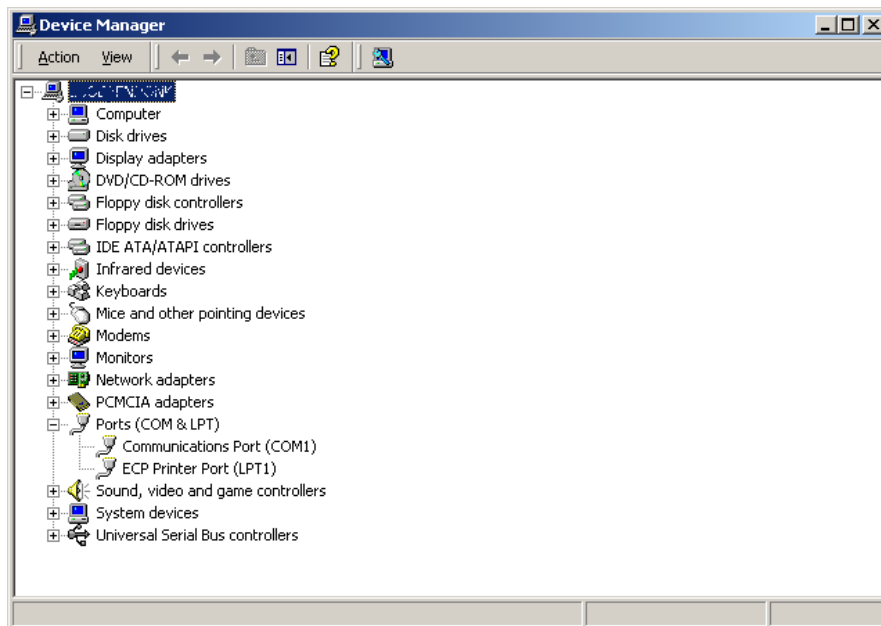 Device Manager
Action View
Computer
Disk drives
Display adapters
DVD/CD-ROM drives
Floppy disk controllers
Floppy disk drives
IDE ATA/ATAPI controllers
Infrared devices
Keyboards
Mice and other pointing devices
Modems
Monitors
Network adapters
PCMCIA adapters
Ports (COM & LPT)
Communications Port (COM1)
ECP Printer Port (LPT1)
Sound, video and game controllers
System devices
Universal Serial Bus controllers